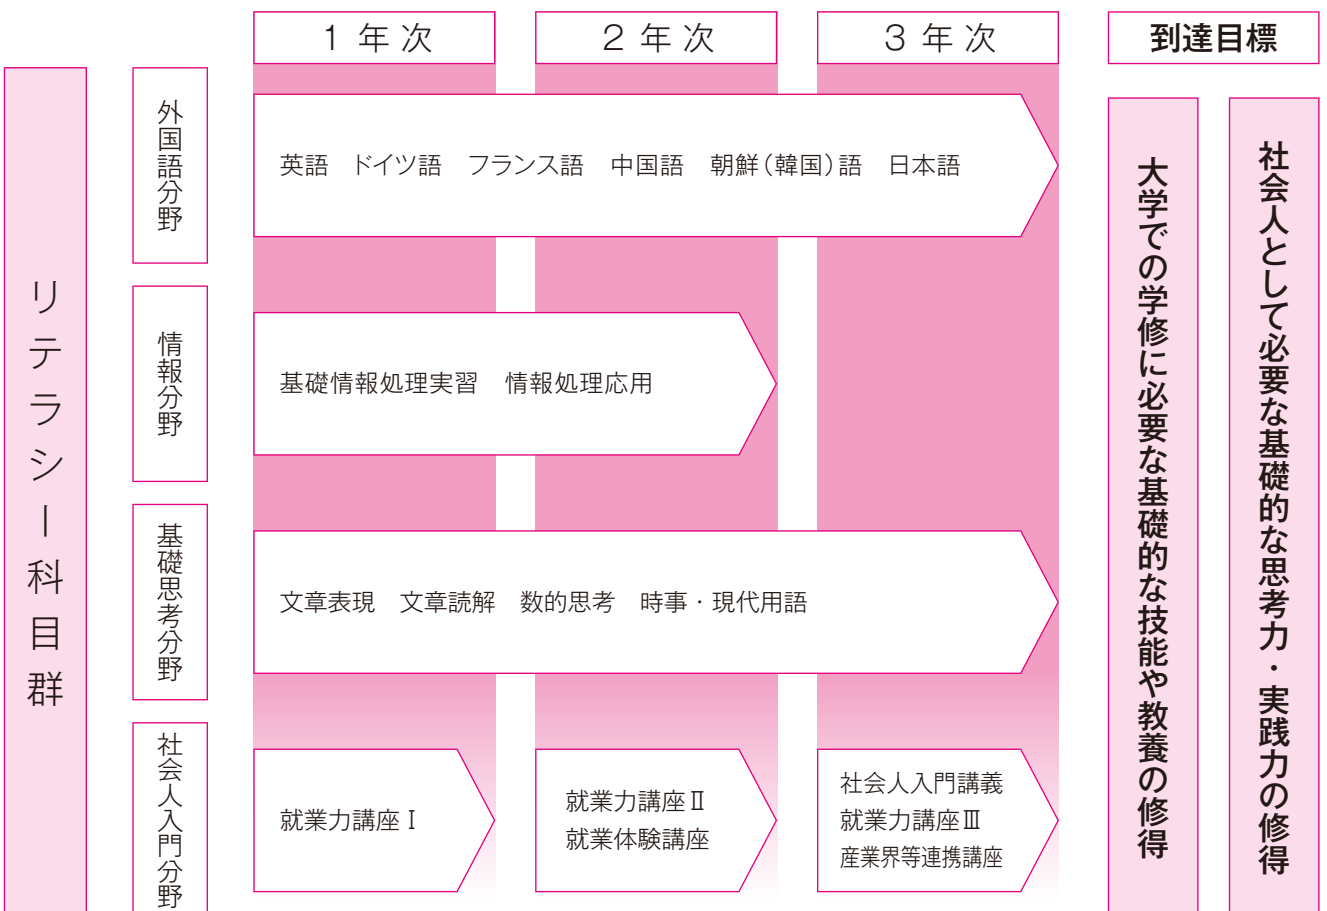 1年次
2年次
3年次
到達目標
リテラシー科目群
外国語分野
英語 ドイツ語 フランス語 中国語 朝鮮(韓国)語 日本語
情報分野
基礎情報処理実習 情報処理応用
基礎思考分野
文章表現 文章読解 数的思考 時事・現代用語
社会人入門分野
就業力講座Ⅰ
就業力講座Ⅱ
就業体験講座
社会人入門講義
就業力講座Ⅲ
産業界等連携講座
大学での学修に必要な基礎的な技能や教養の修得
社会人として必要な基礎的な思考力・実践力の修得